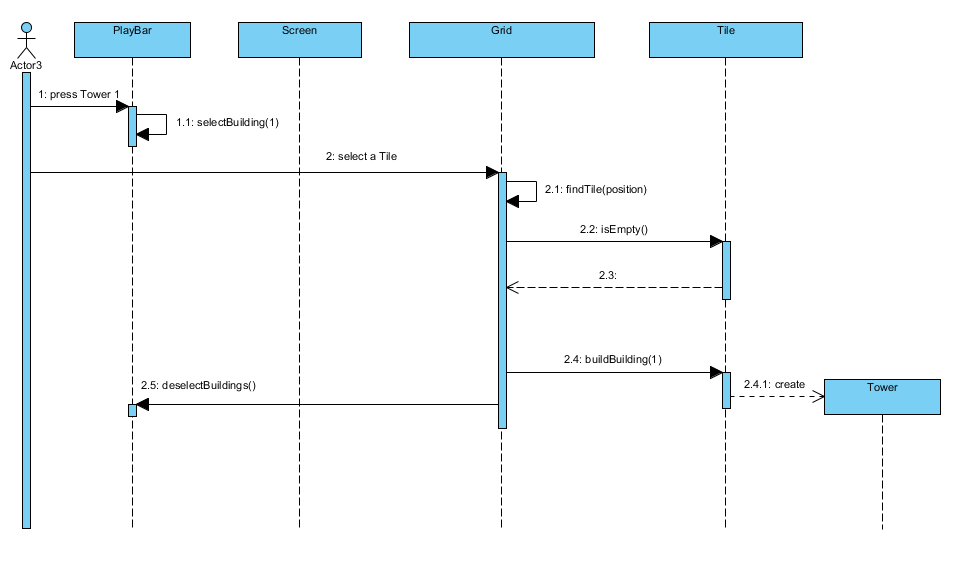 PlayBar
Screen
Grid
Tile
Actor3
1: press Tower 1
1.1: selectBuilding(1)
2: select a Tile
2.1: findTile(position)
2.2: isEmpty()
2.3:
2.4: buildBuilding(1)
2.5: deselectBuildings()
2.4.1: create
Tower